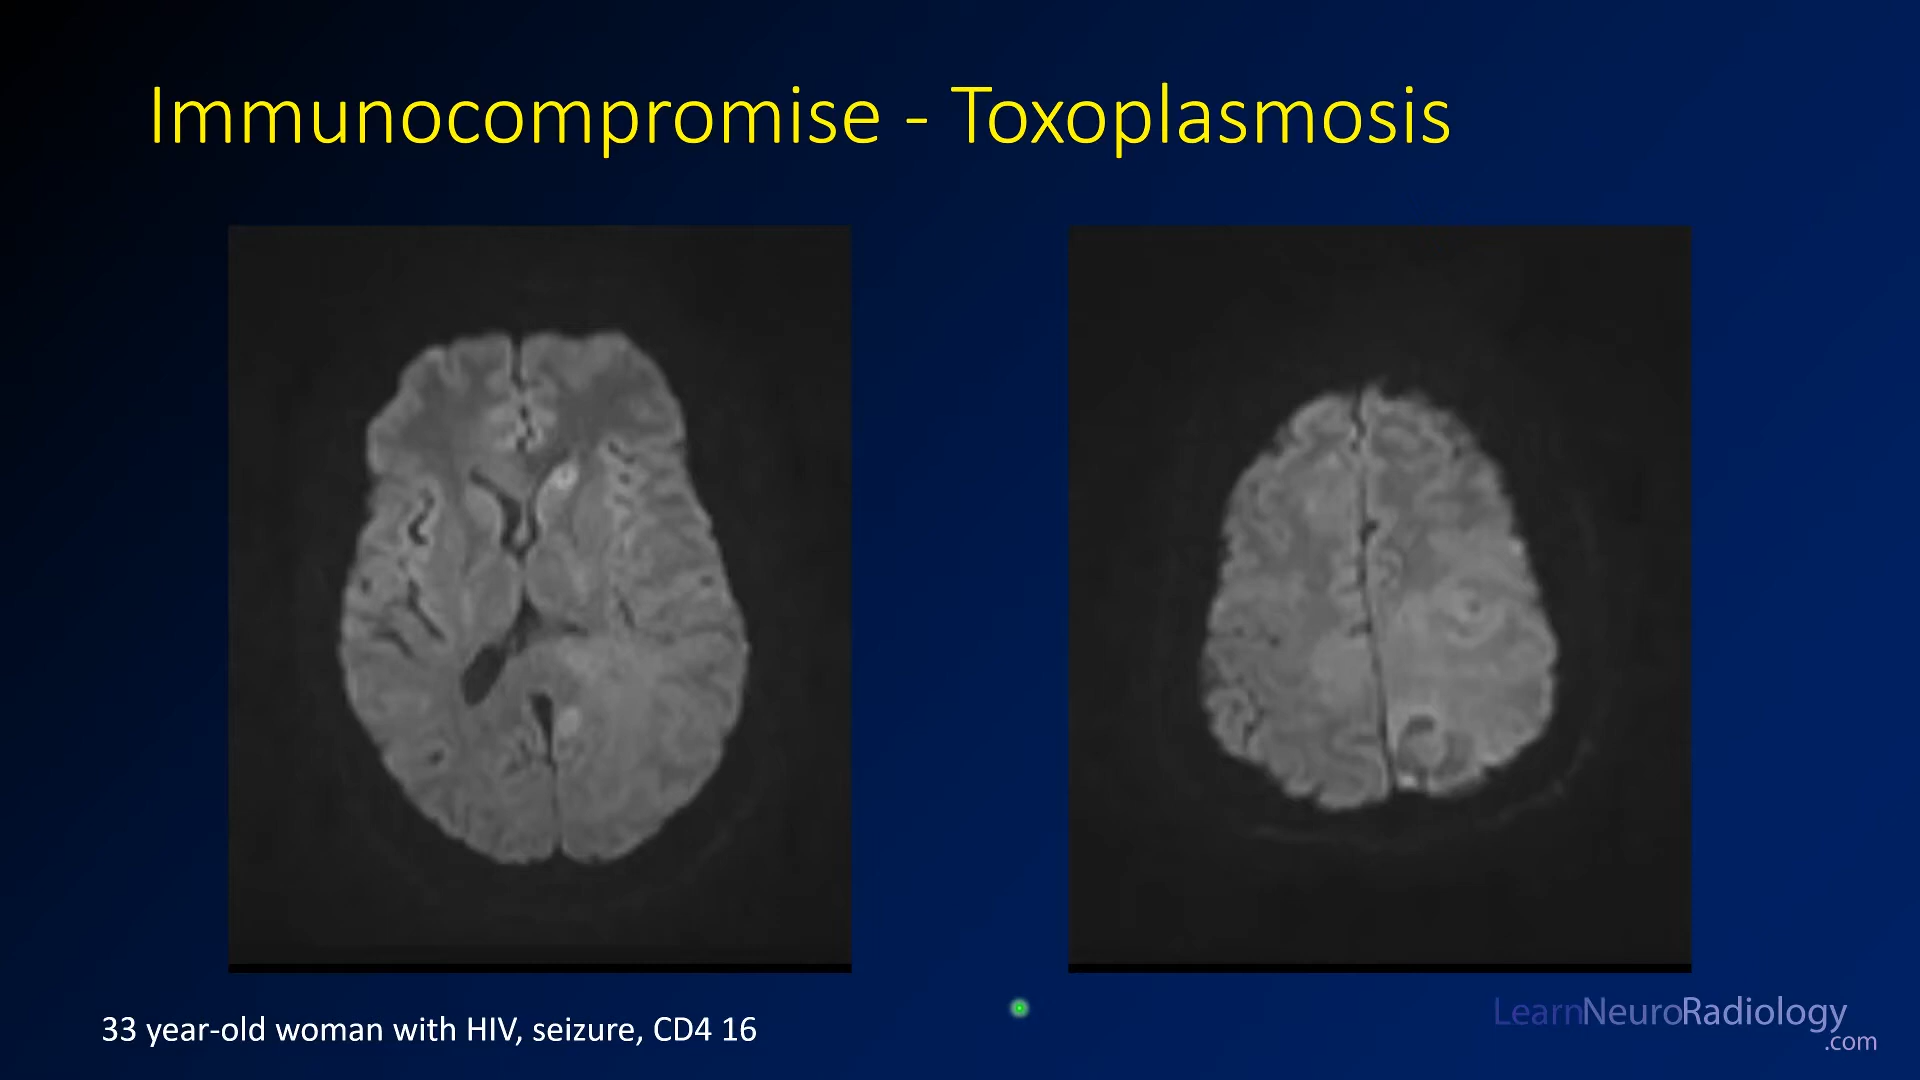 Immunocompromise - Toxoplasmosis
33 year-old woman with HIV, seizure, CD4 16
LearnNeuroRadiology
.com